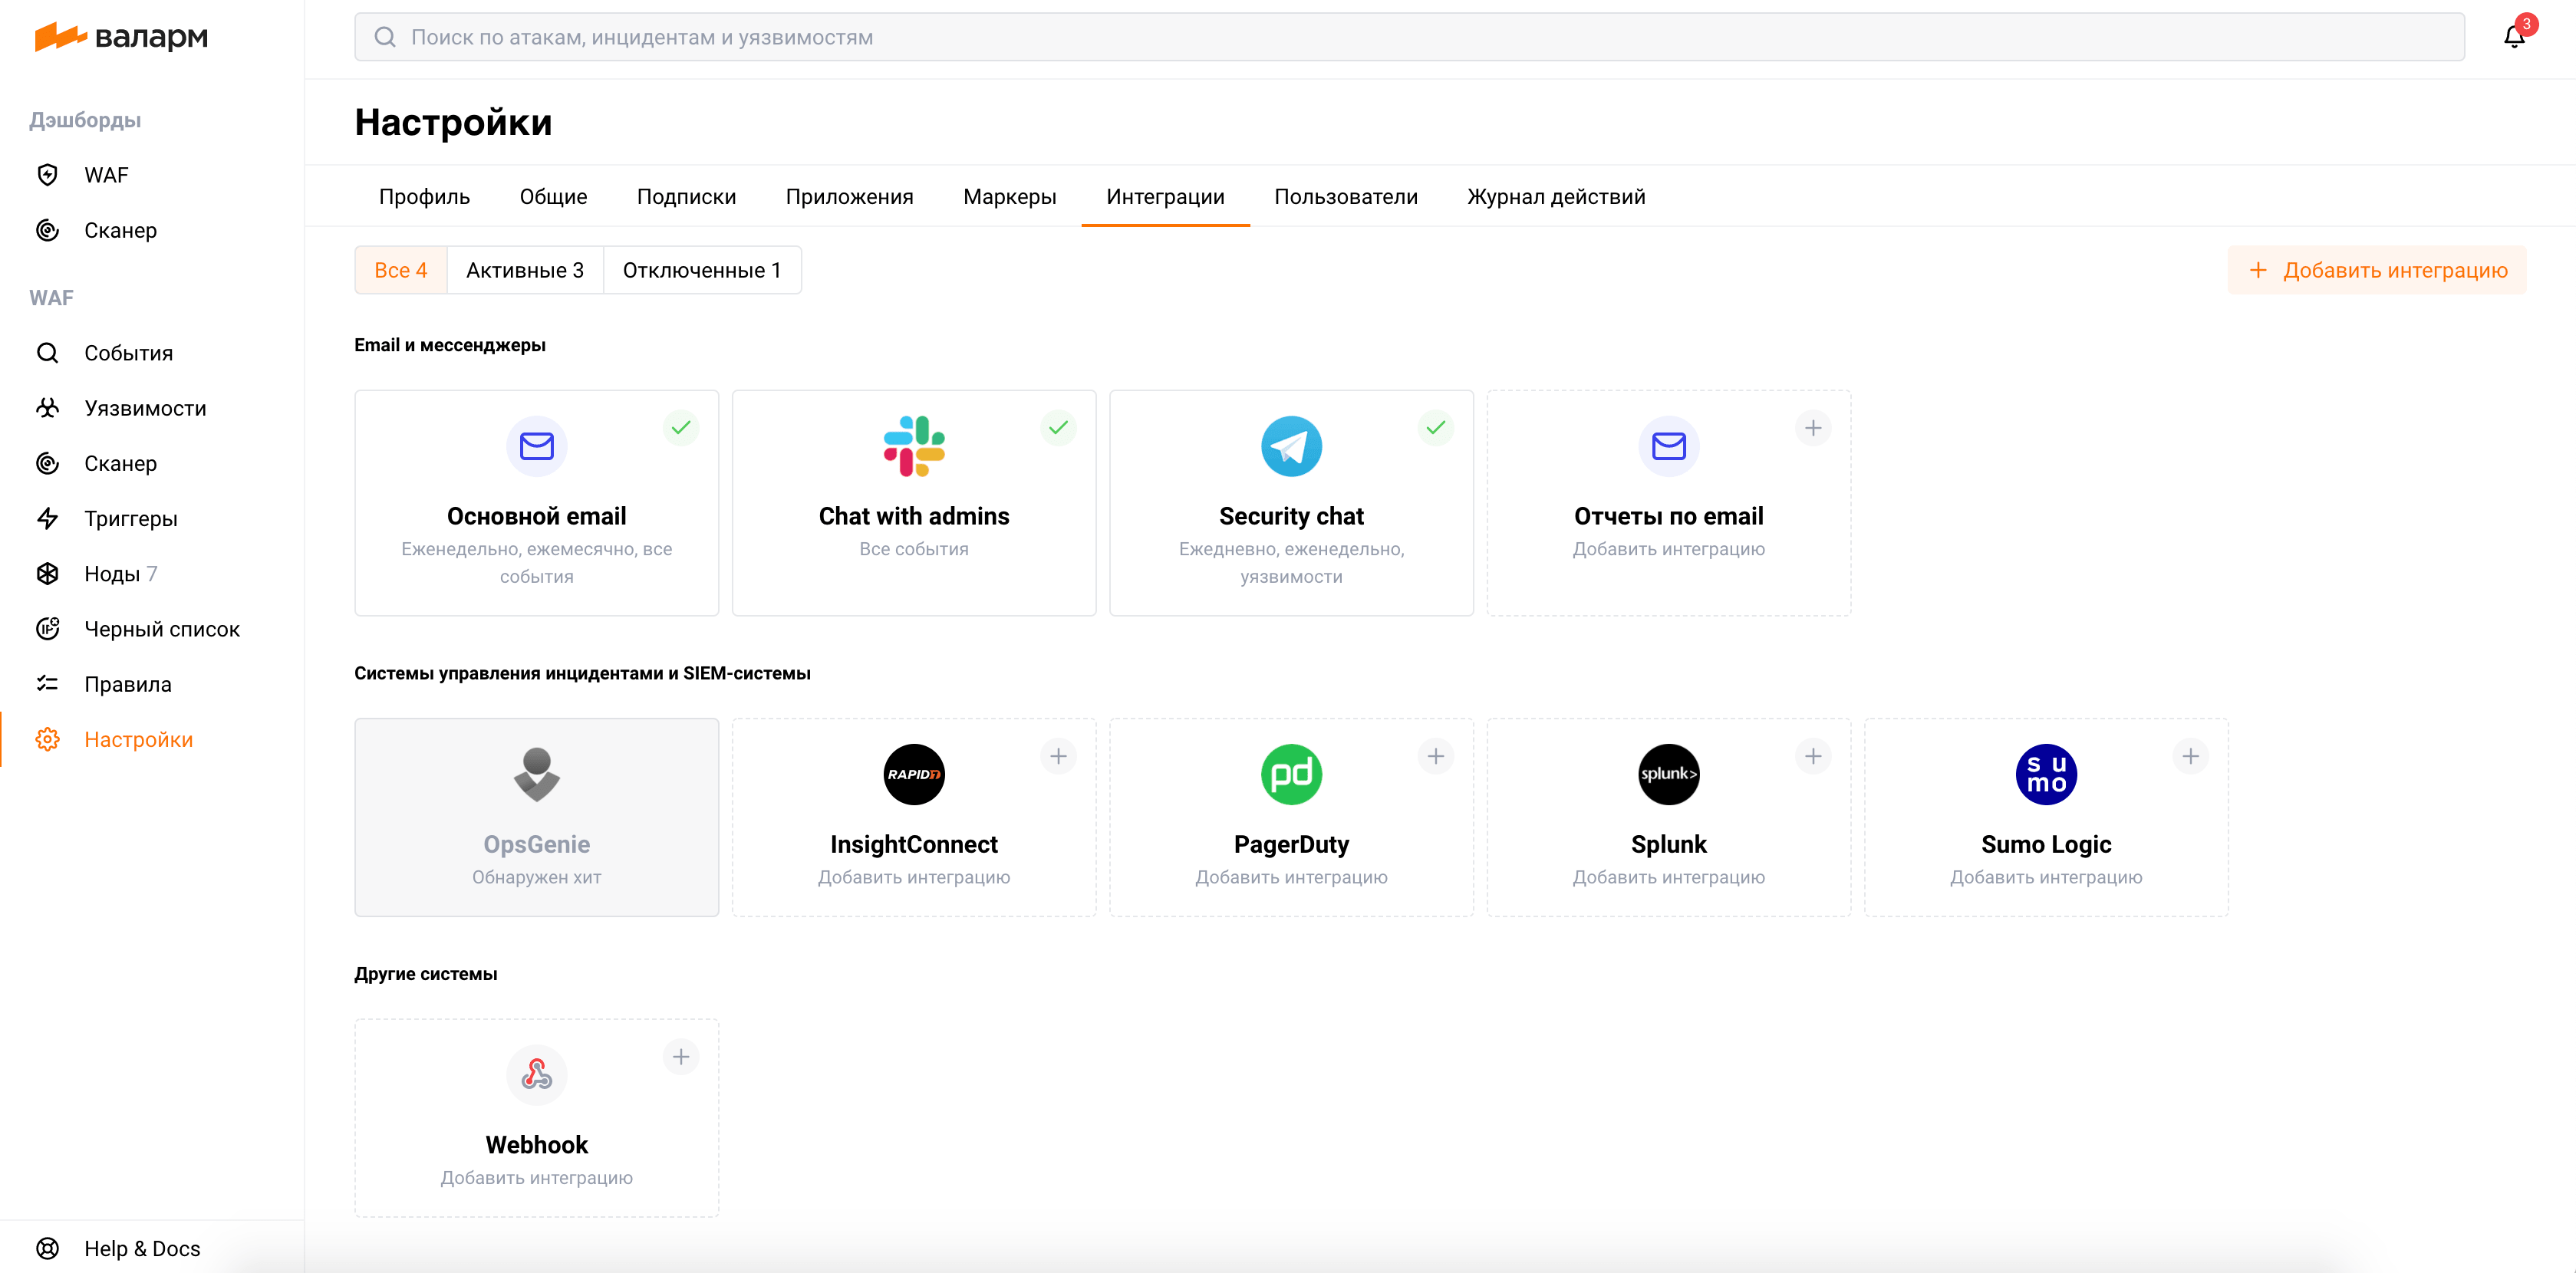 валарм
Поиск по атакам, инцидентам и уязвимостям
3
Дэшборды
WAF
Сканер
WAF
События
Уязвимости
Сканер
Триггеры
Ноды 7
Черный список
Правила
Настройки
Help & Docs
Настройки
Профиль
Общие
Подписки
Приложения
Маркеры
Интеграции
Пользователи
Журнал действий
Все 4
Активные 3
Отключенные 1
Добавить интеграцию
Email и мессенджеры
Основной email
Еженедельно, ежемесячно, все
события
Chat with admins
Все события
Security chat
Ежедневно, еженедельно,
уязвимости
Отчеты по email
Добавить интеграцию
Системы управления инцидентами и SIEM-системы
OpsGenie
Обнаружен хит
RAPID7
InsightConnect
Добавить интеграцию
pd
PagerDuty
Добавить интеграцию
splunk>
Splunk
Добавить интеграцию
su
mo
Sumo Logic
Добавить интеграцию
Другие системы
Webhook
Добавить интеграцию